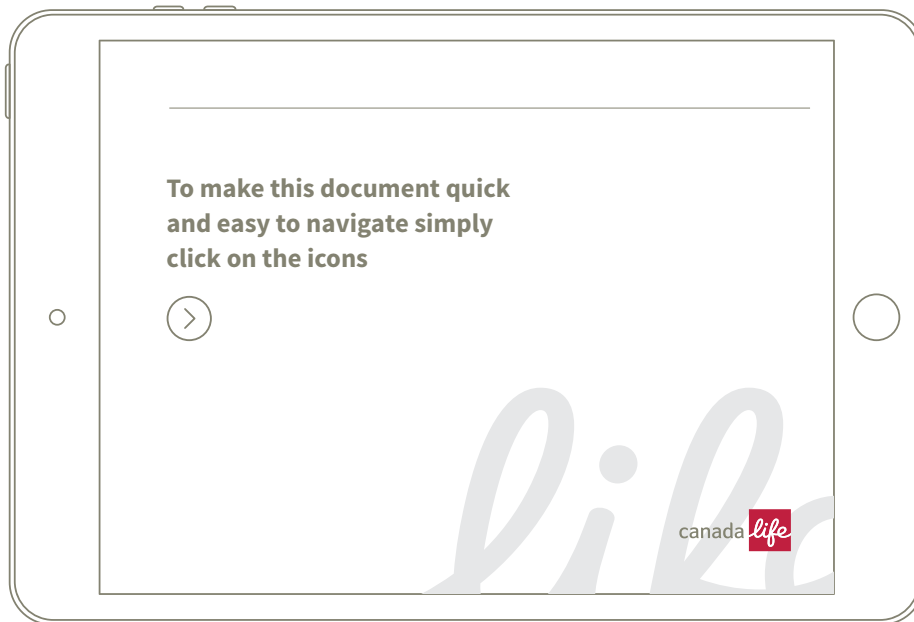 To make this document quick
and easy to navigate simply
click on the icons
canada life